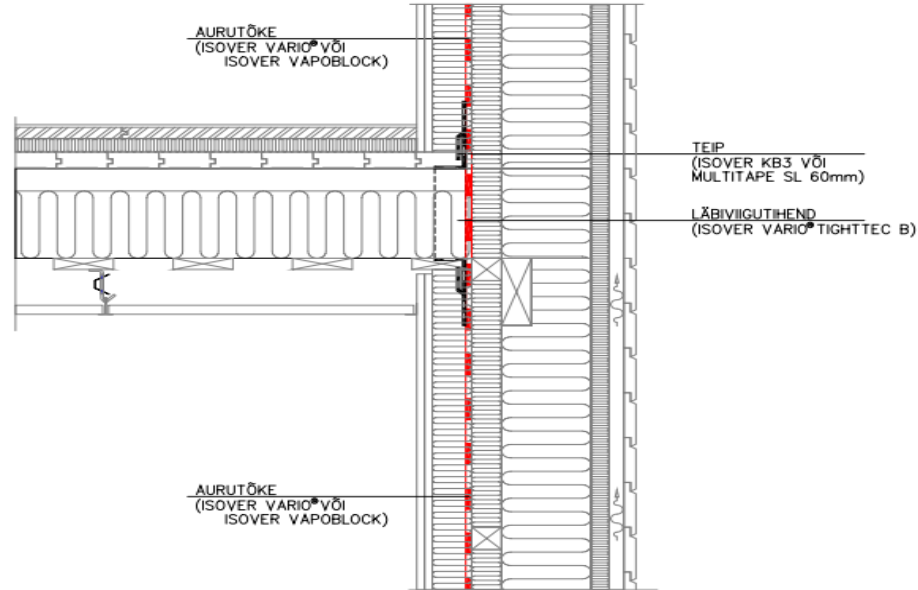 AURUTÕKE
(ISOVER VARIO® VÕI
ISOVER VAPOBLOCK)
TEIP
(ISOVER KB3 VÕI
MULTITAPE SL 60mm)
LÄBIVIIGUTIHEND
(ISOVER VARIO® TIGHTTEC B)
AURUTÕKE
(ISOVER VARIO® VÕI
ISOVER VAPOBLOCK)